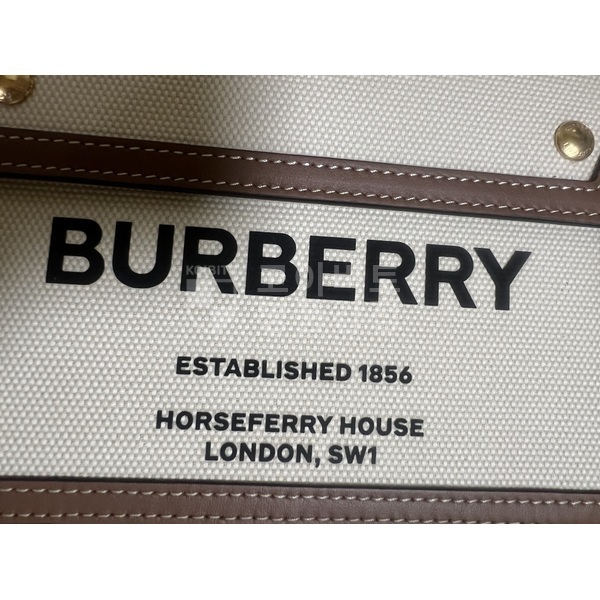 BURBERRY
ESTABLISHED 1856
HORSEFERRY HOUSE
LONDON, SW1